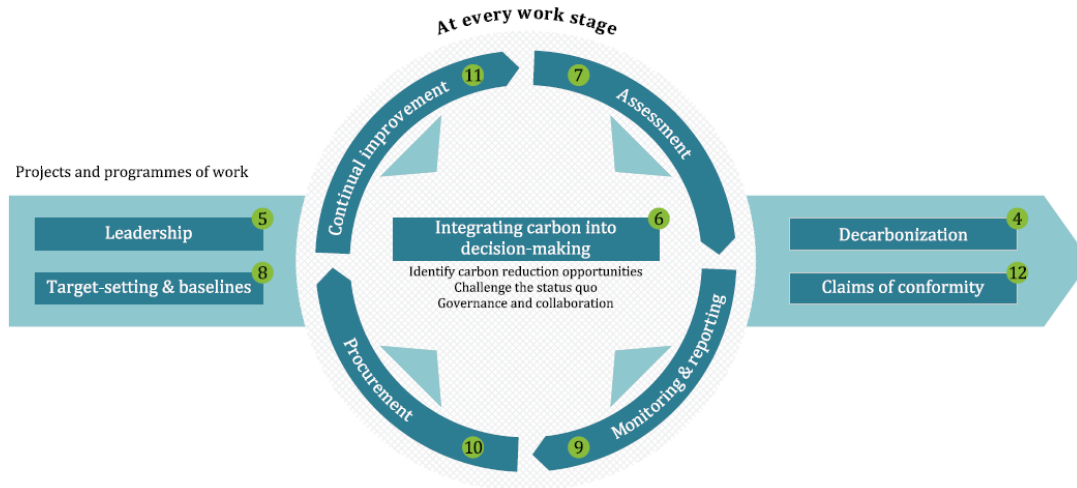 At every work stage
Projects and programmes of work
5
Leadership
8
Target-setting & baselines
11
Continual improvement
7
Assessment
6
Integrating carbon into
decision-making
Identify carbon reduction opportunities
Challenge the status quo
Governance and collaboration
10
Procurement
9
Monitoring & reporting
4
Decarbonization
12
Claims of conformity